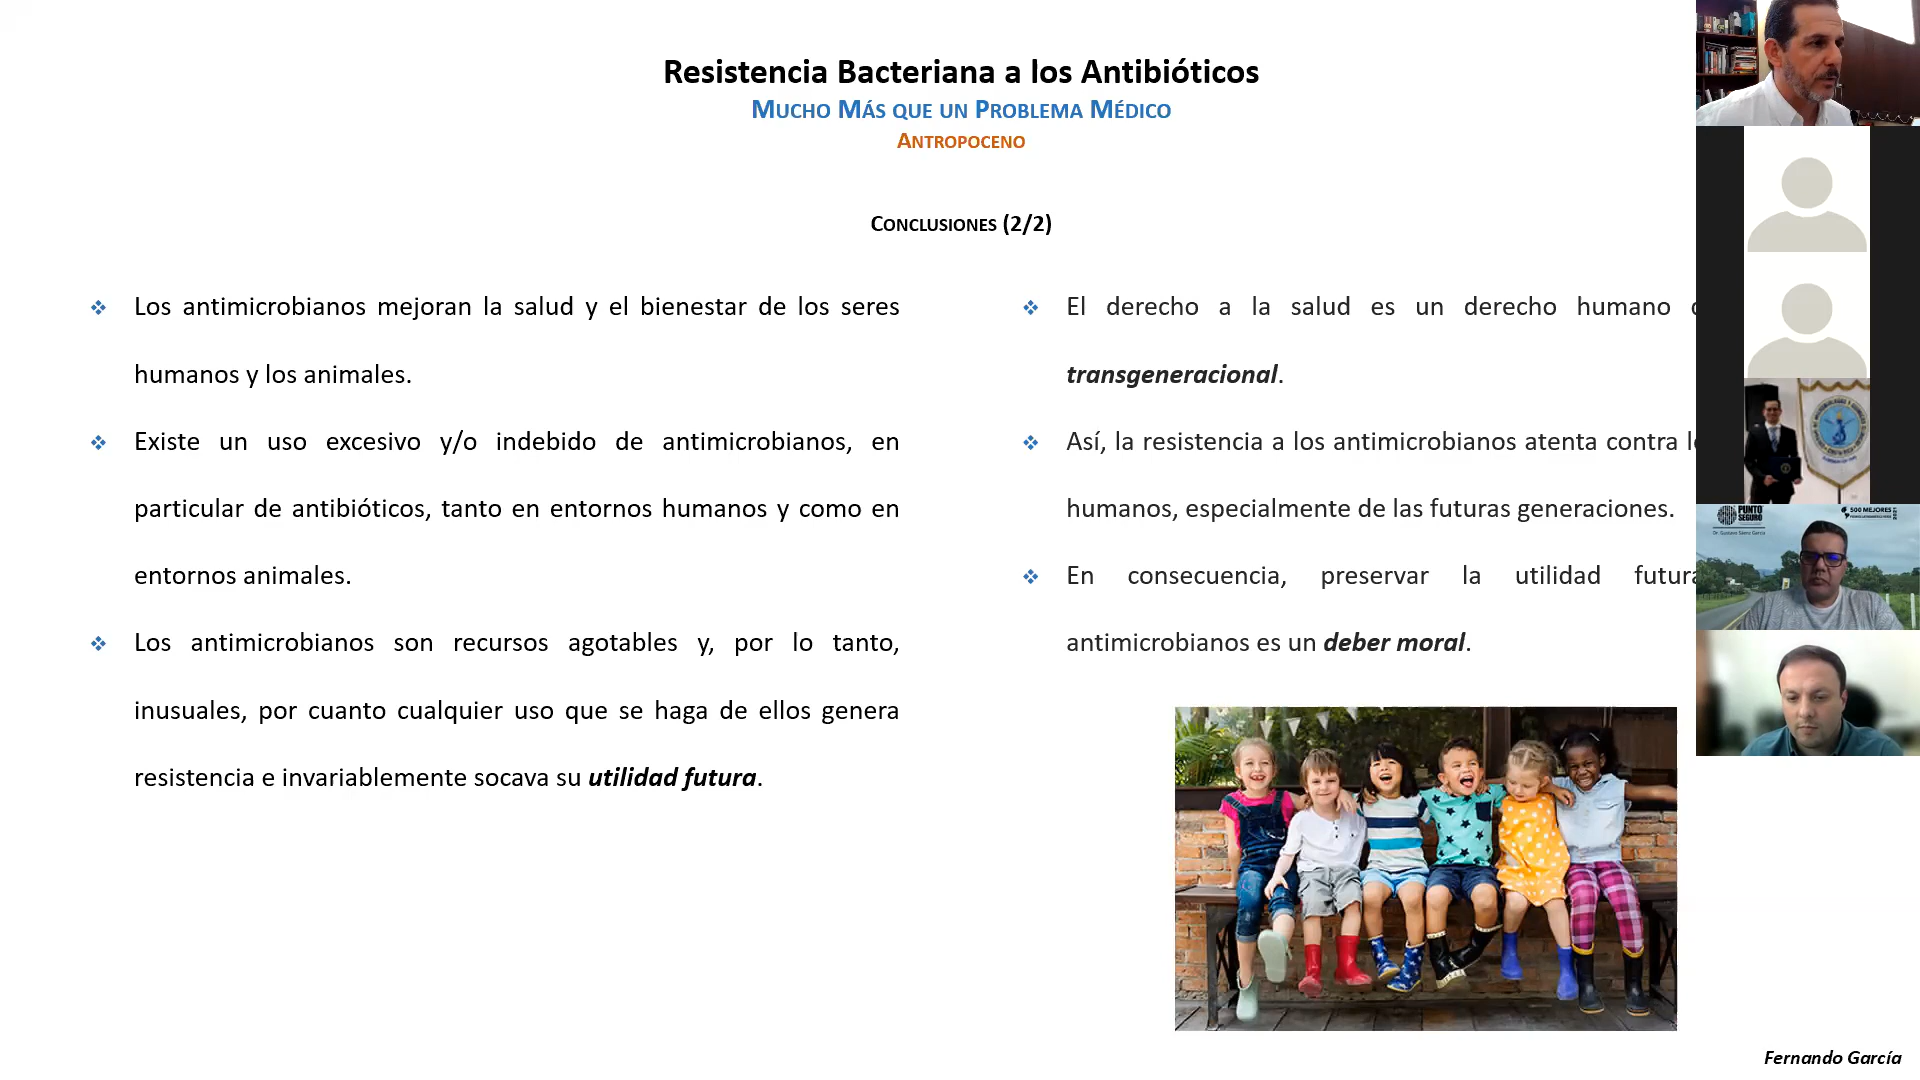 Resistencia Bacteriana a los Antibióticos
Mucho Más que un Problema Médico
Antropoceno
Conclusiones (2/2)
Los antimicrobianos mejoran la salud y el bienestar de los seres
humanos y los animales.
Existe un uso excesivo y/o indebido de antimicrobianos, en
particular de antibióticos, tanto en entornos humanos y como en
entornos animales.
Los antimicrobianos son recursos agotables y, por lo tanto,
inusuales, por cuanto cualquier uso que se haga de ellos genera
resistencia e invariablemente socava su utilidad futura.
El derecho a la salud es un derecho humano
transgeneracional.
Así, la resistencia a los antimicrobianos atenta contra
humanos, especialmente de las futuras generaciones.
En consecuencia, preservar la utilidad futura
antimicrobianos es un deber moral.
PUNTO
SEGURO
Dr. Gustavo Sáenz García
500 MEJORES
2021
Fernando García